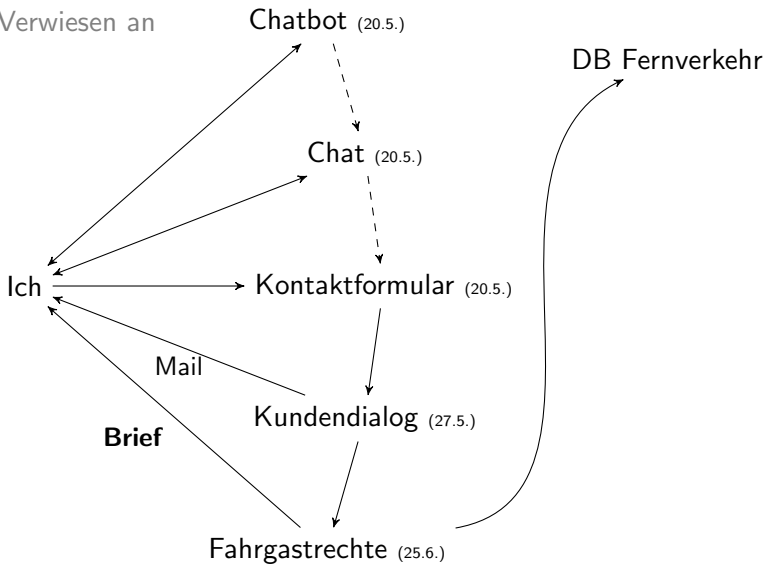 Verwiesen an
Chatbot (20.5.)
DB Fernverkehr
Chat (20.5.)
Ich
Kontaktformular (20.5.)
Mail
Kundendialog (27.5.)
Brief
Fahrgastrechte (25.6.)